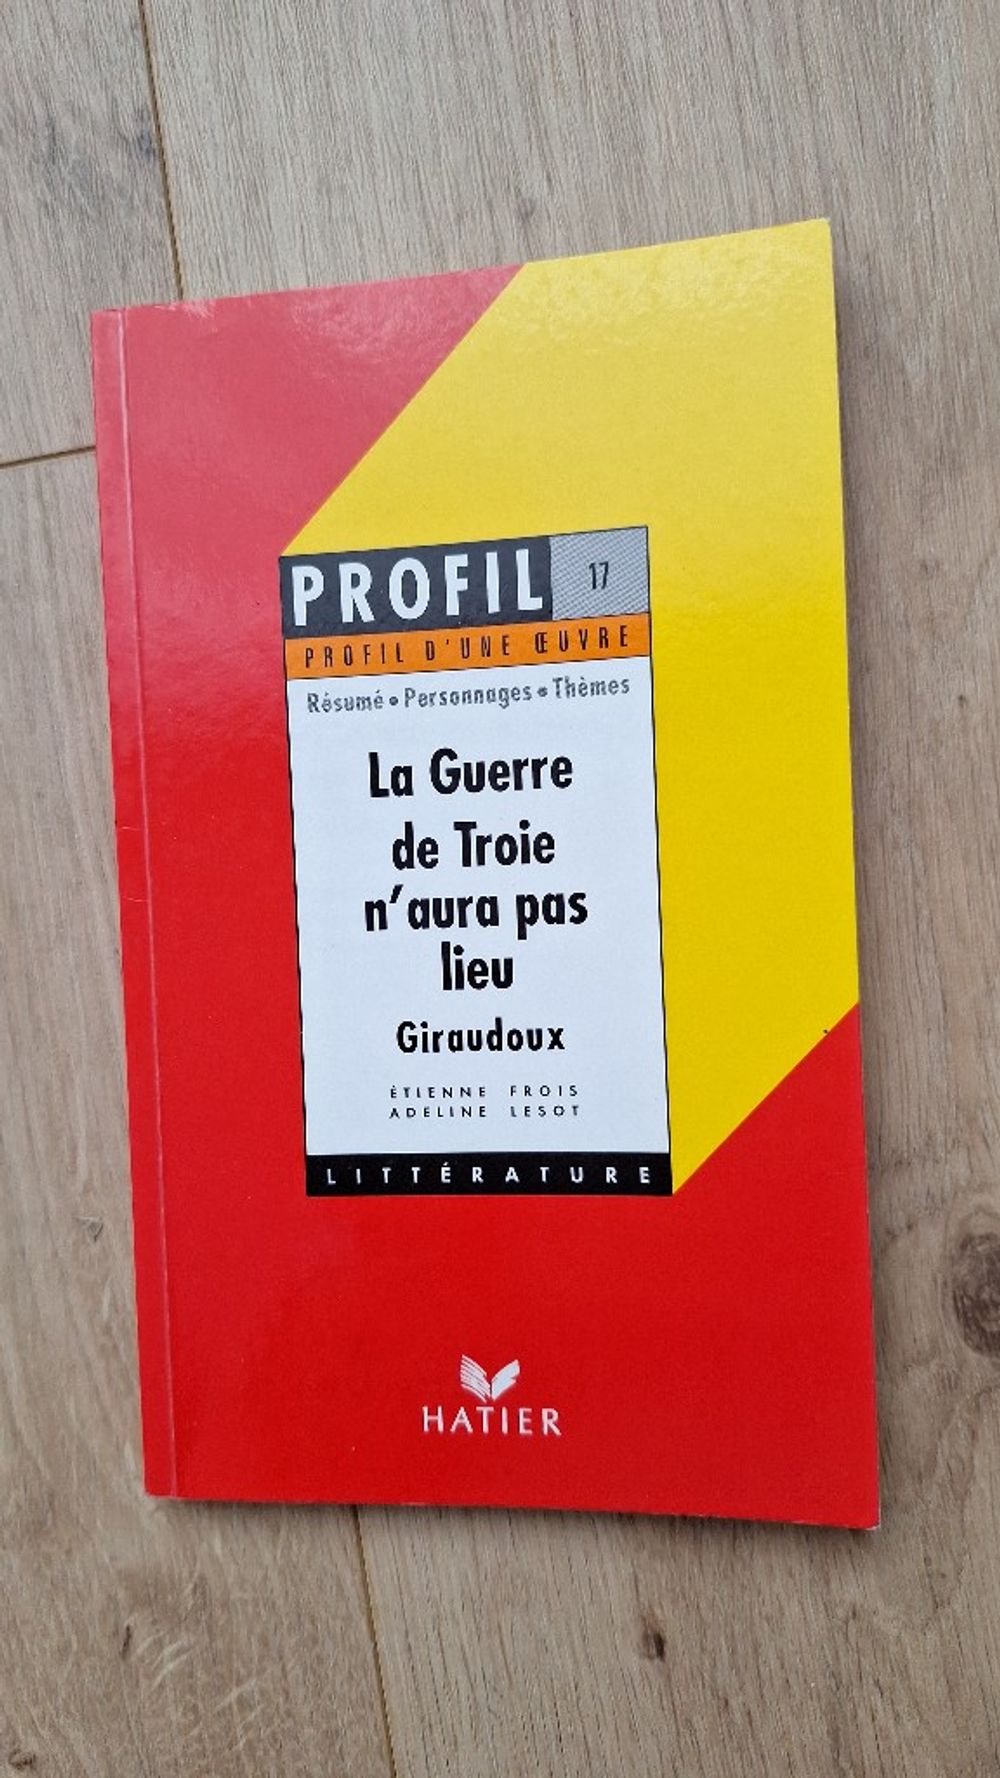 PROFIL 17
PROFIL D'UNE ŒUVRE
Résumé • Personnages • Thèmes
La Guerre
de Troie
n'aura pas
lieu
Giraudoux
ÉTIENNE FROIS
ADELINE LESOT
LITTÉRATURE
HATIER